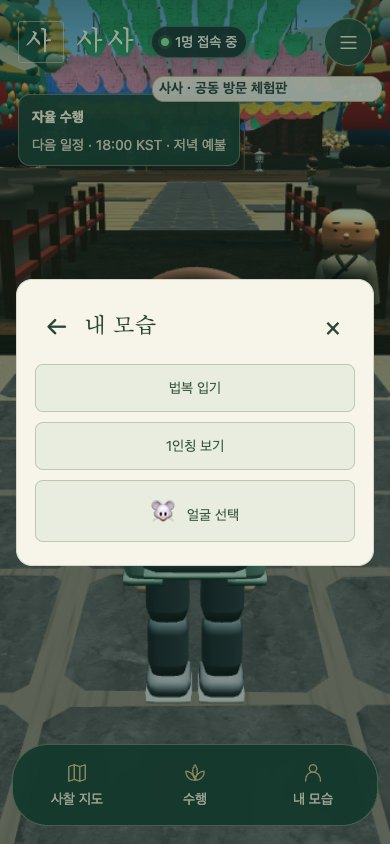 사 사사
1명 접속 중
사사 · 공동 방문 체험판
자율 수행
다음 일정 · 18:00 KST · 저녁 예불
내 모습
법복 입기
1인칭 보기
얼굴 선택
사찰 지도
수행
내 모습